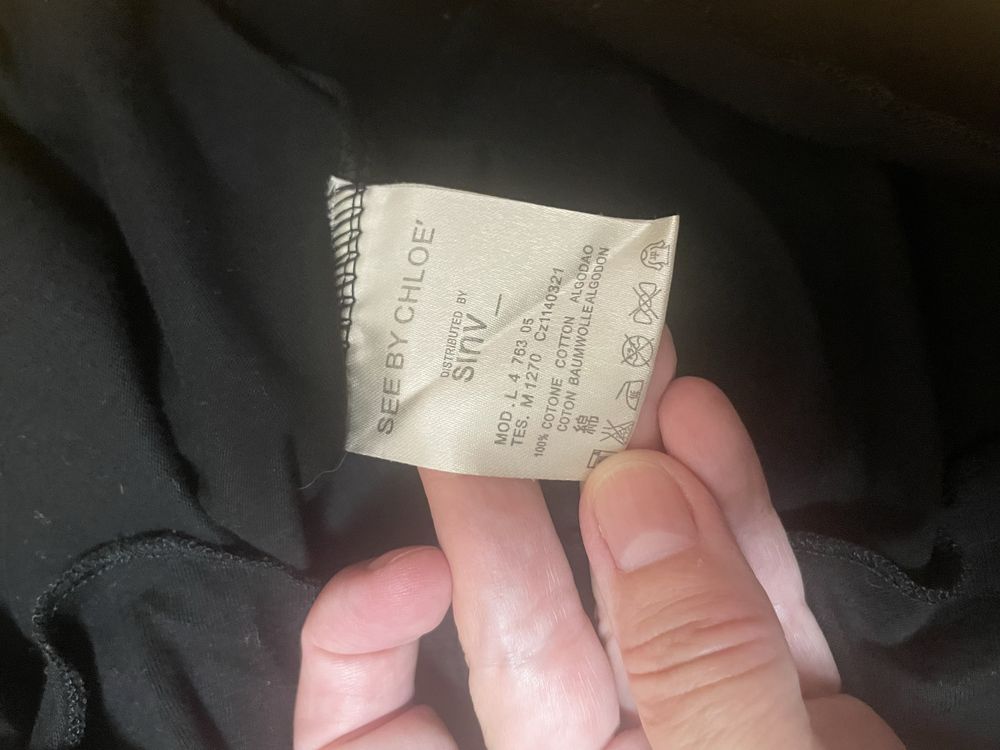 SEE BY CHLOE'
DISTRIBUTED BY
sinv_
MOD. L 4 763 05
TES. M 1270 Cz1140321
100% COTONE COTTON ALGODAO
COTON BAUMWOLLE ALGODON
綿